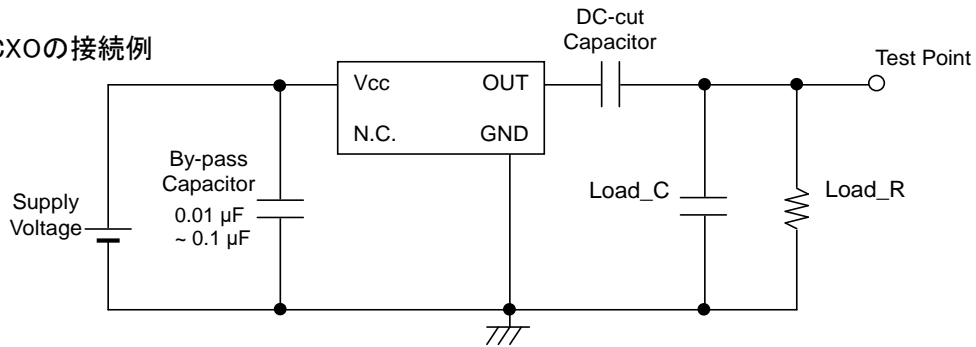 CXOの接続例
DC-cut
Capacitor
Test Point
Vcc
OUT
N.C.
GND
By-pass
Capacitor
0.01 µF
~ 0.1 µF
Supply
Voltage
Load_C
Load_R